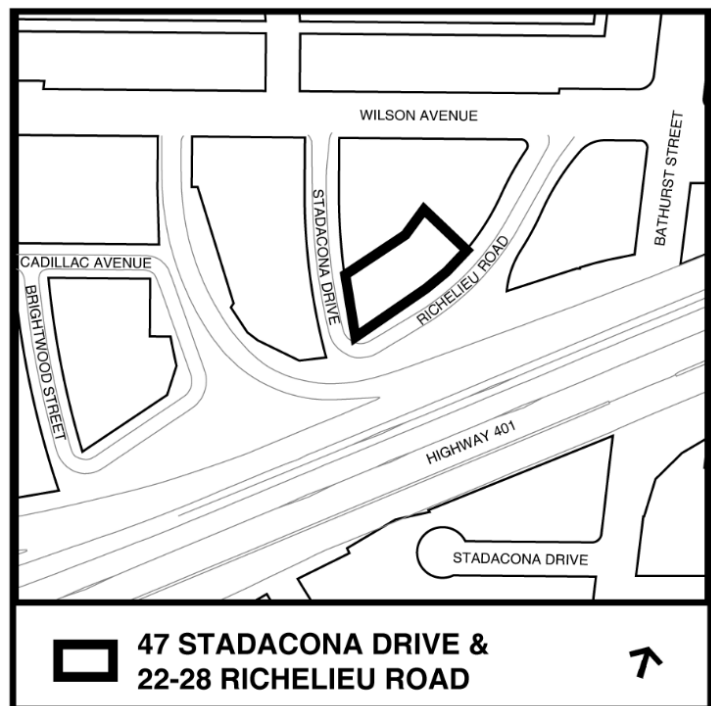 WILSON AVENUE
BATHURST STREET
STADACONA DRIVE
RICHELIEU ROAD
CADILLAC AVENUE
BRIGHTWOOD STREET
HIGHWAY 401
STADACONA DRIVE
47 STADACONA DRIVE &
22-28 RICHELIEU ROAD